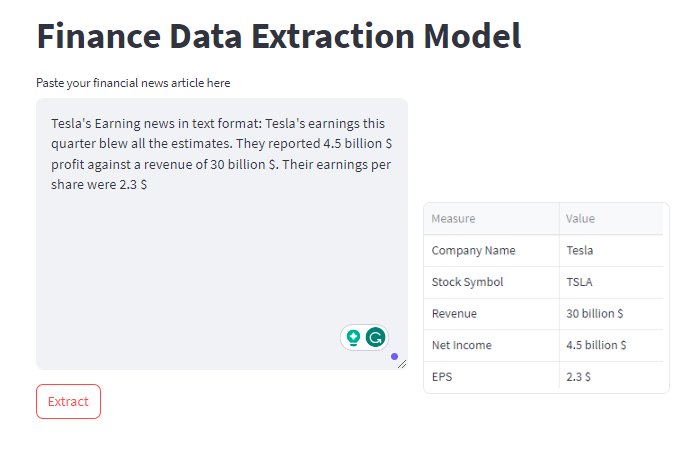 Finance Data Extraction Model
Paste your financial news article here
Tesla's Earning news in text format: Tesla's earnings this
quarter blew all the estimates. They reported 4.5 billion $
profit against a revenue of 30 billion $. Their earnings per
share were 2.3 $
Measure Value
Company Name Tesla
Stock Symbol TSLA
Revenue 30 billion $
Net Income 4.5 billion $
EPS 2.3 $
Extract